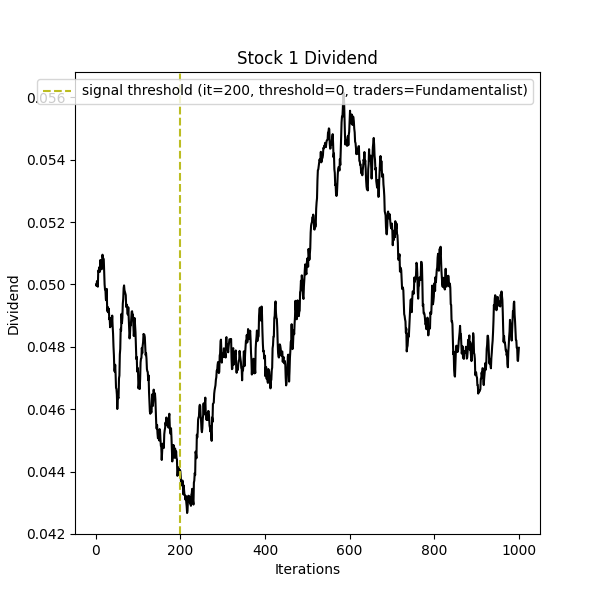 Stock 1 Dividend
signal threshold (it=200, threshold=0, traders=Fundamentalist)
0.056
0.054
0.052
0.050
0.048
0.046
0.044
0.042
Dividend
0 200 400 600 800 1000
Iterations